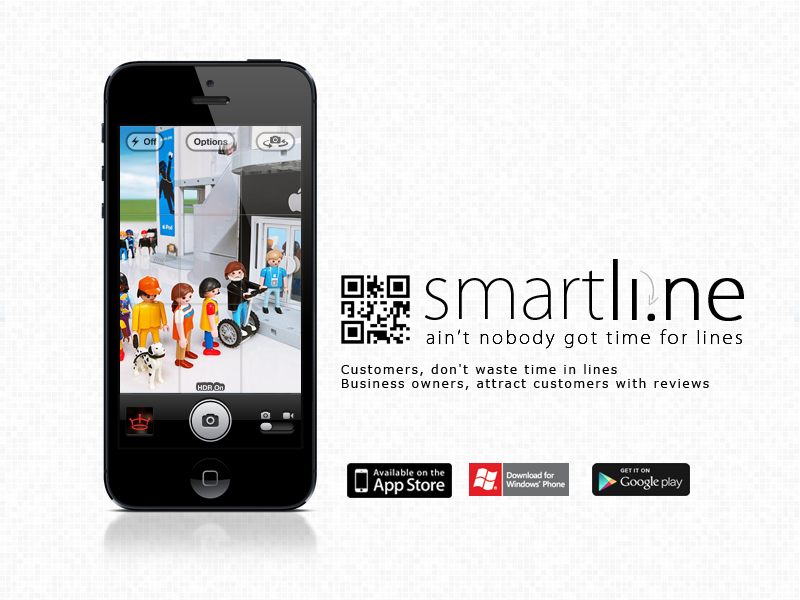 Off
Options
HDR On
smartli.ne
ain't nobody got time for lines
Customers, don't waste time in lines
Business owners, attract customers with reviews
Available on the
App Store
Download for
Windows® Phone
GET IT ON
Google play